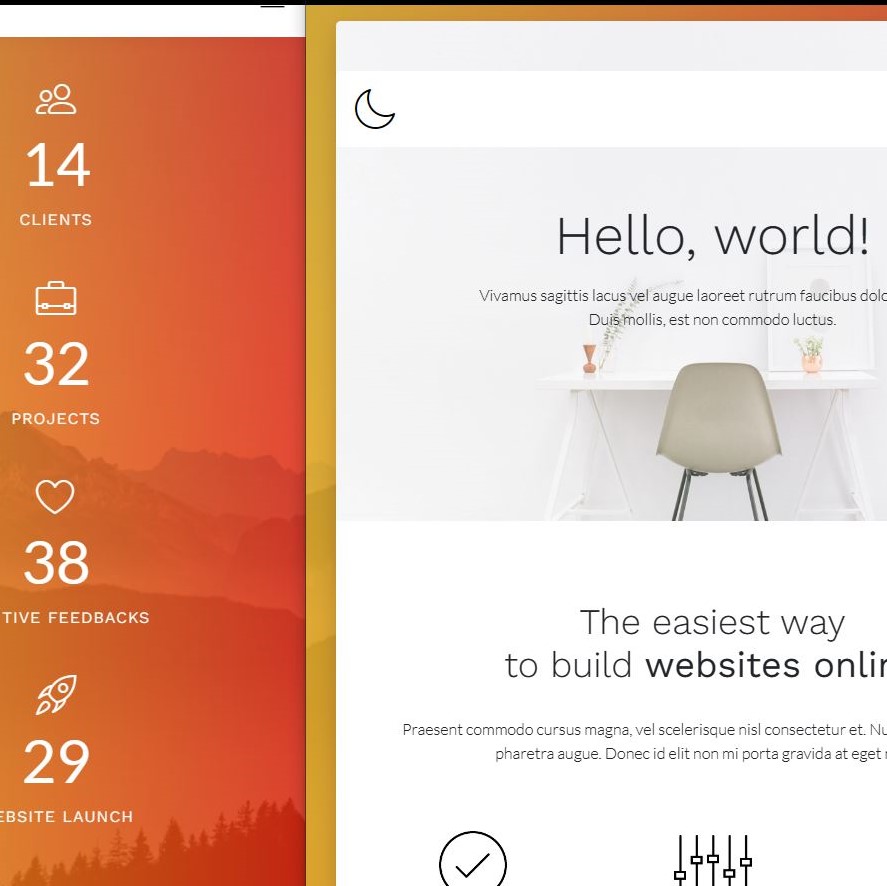 14
CLIENTS
32
PROJECTS
38
TIVE FEEDBACKS
29
EBSITE LAUNCH
Hello, world!
Vivamus sagittis lacus vel augue laoreet rutrum faucibus dolo
Duis mollis, est non commodo luctus.
The easiest way
to build websites onlin
Praesent commodo cursus magna, vel scelerisque nisl consectetur et. Nu
pharetra augue. Donec id elit non mi porta gravida at eget